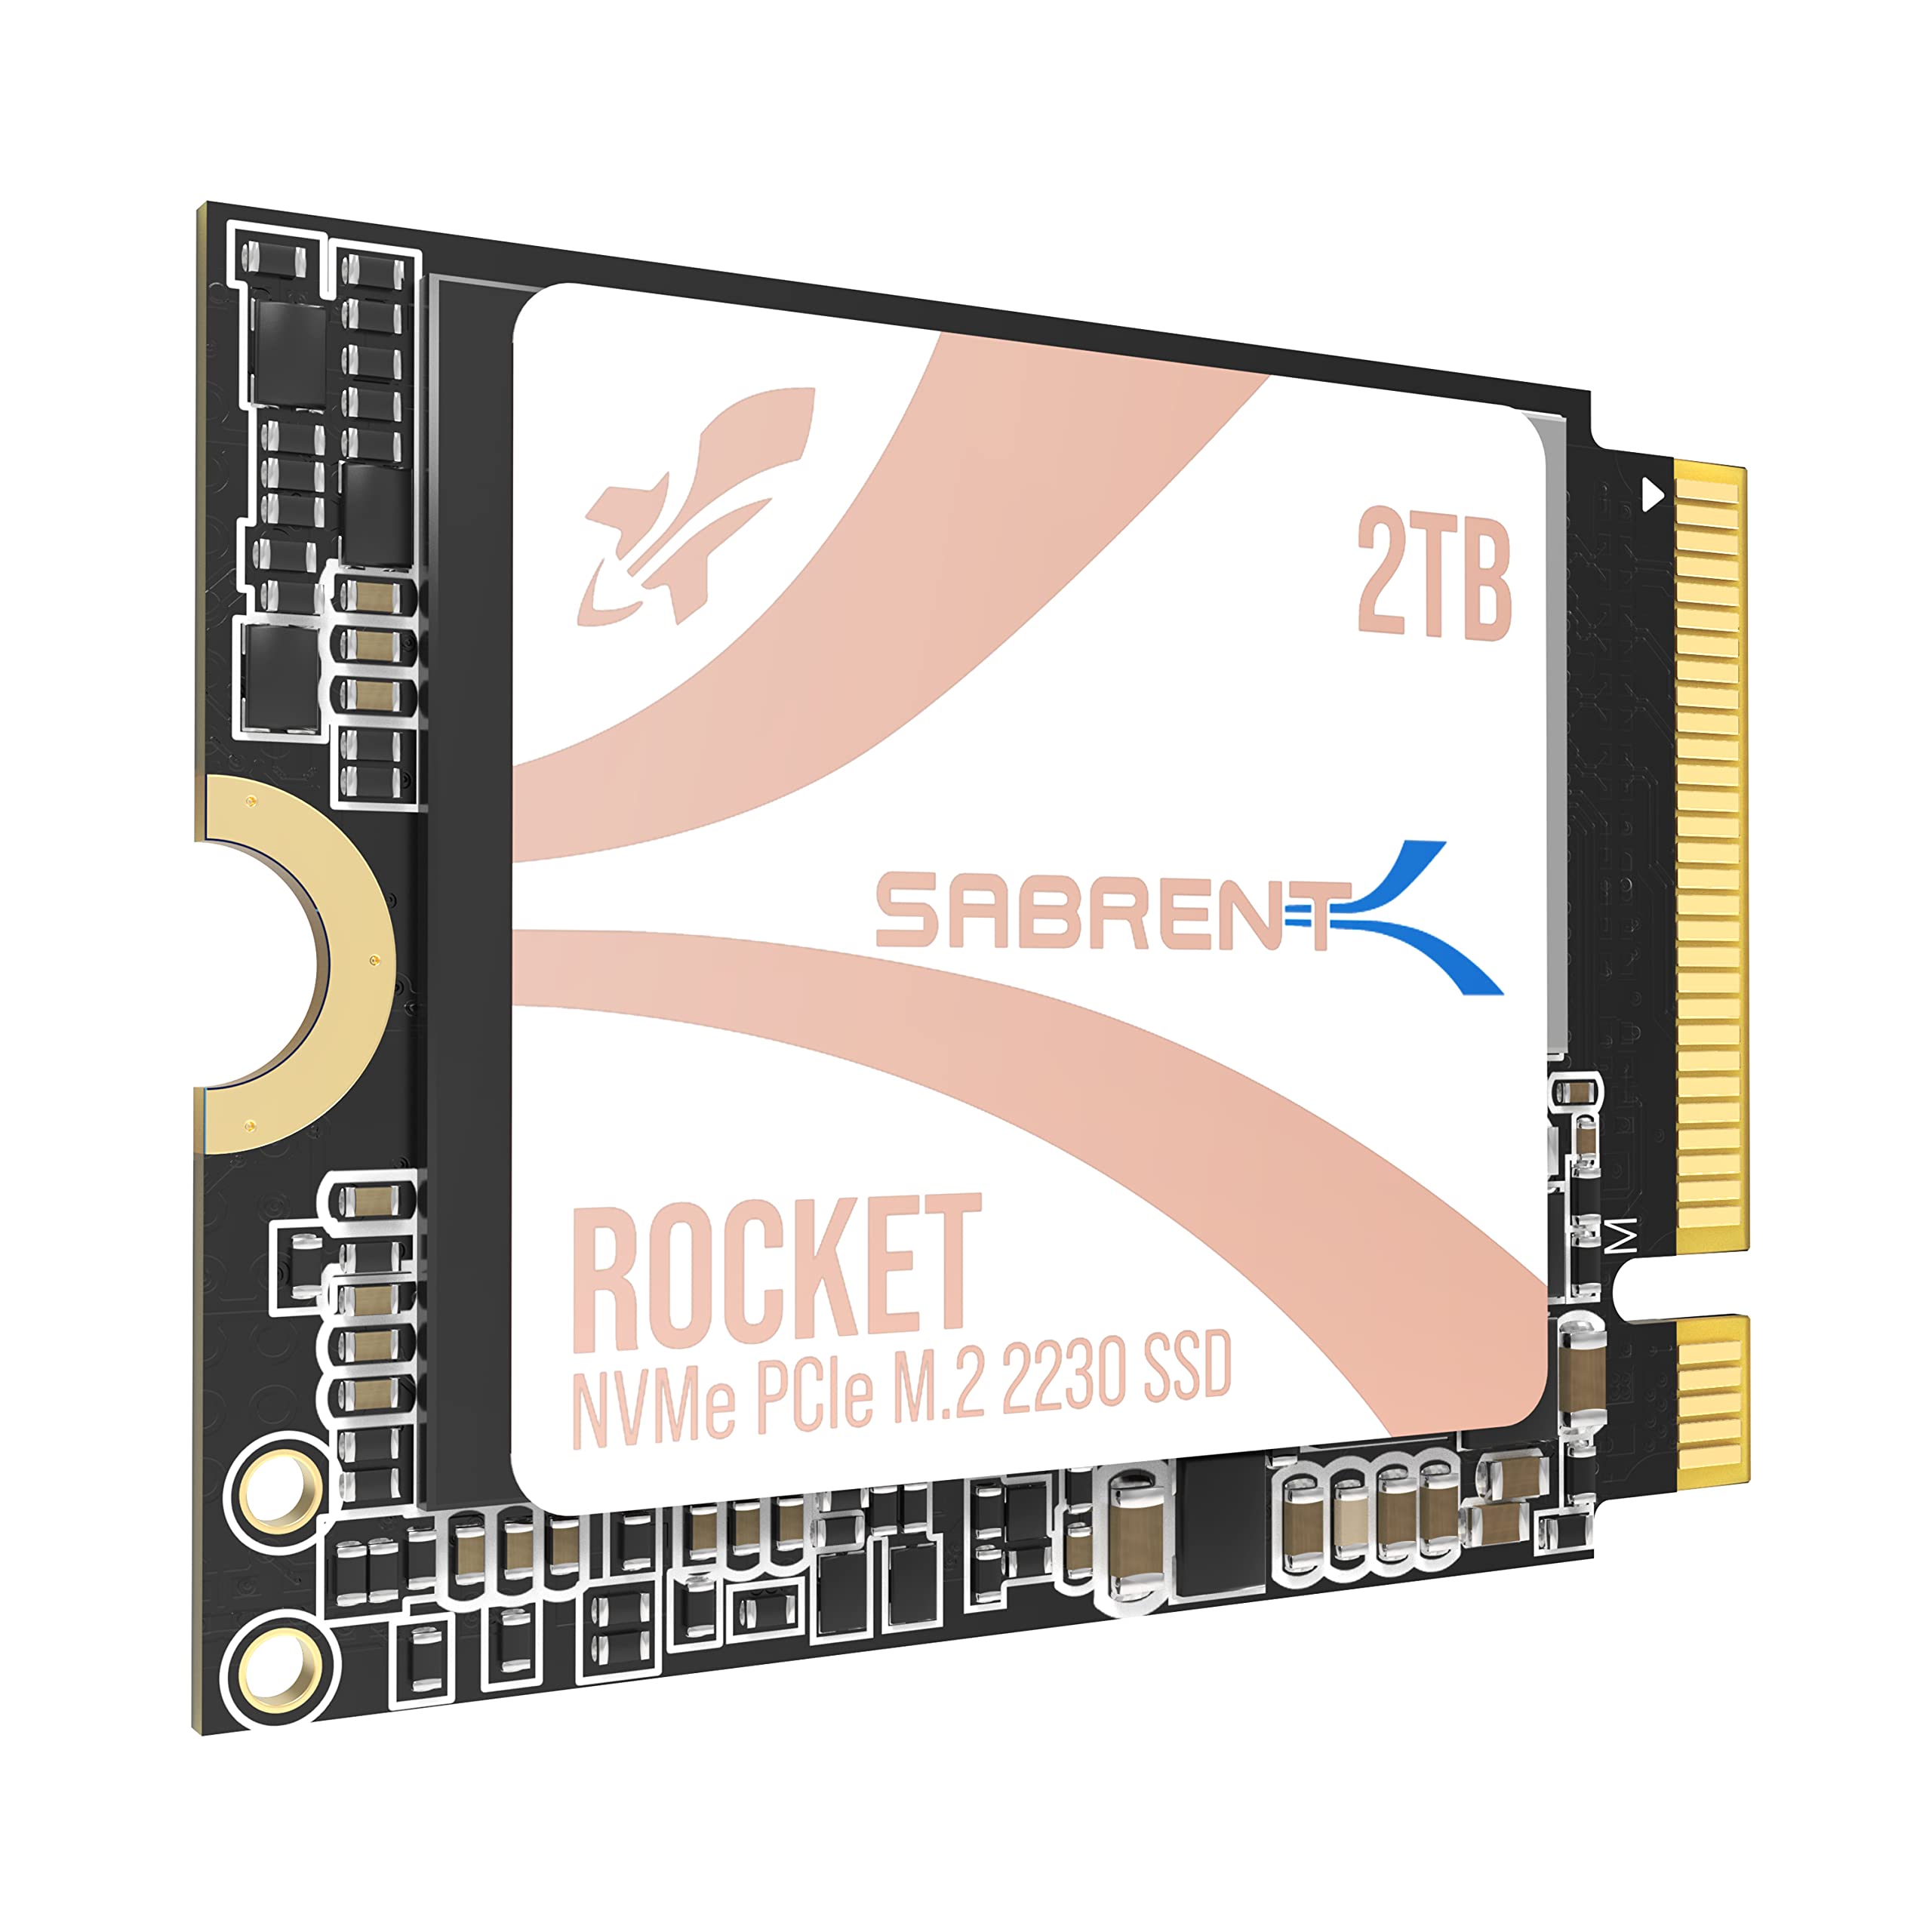 2TB
SABRENT
ROCKET
NVMe PCIe M.2 2230 SSD
M